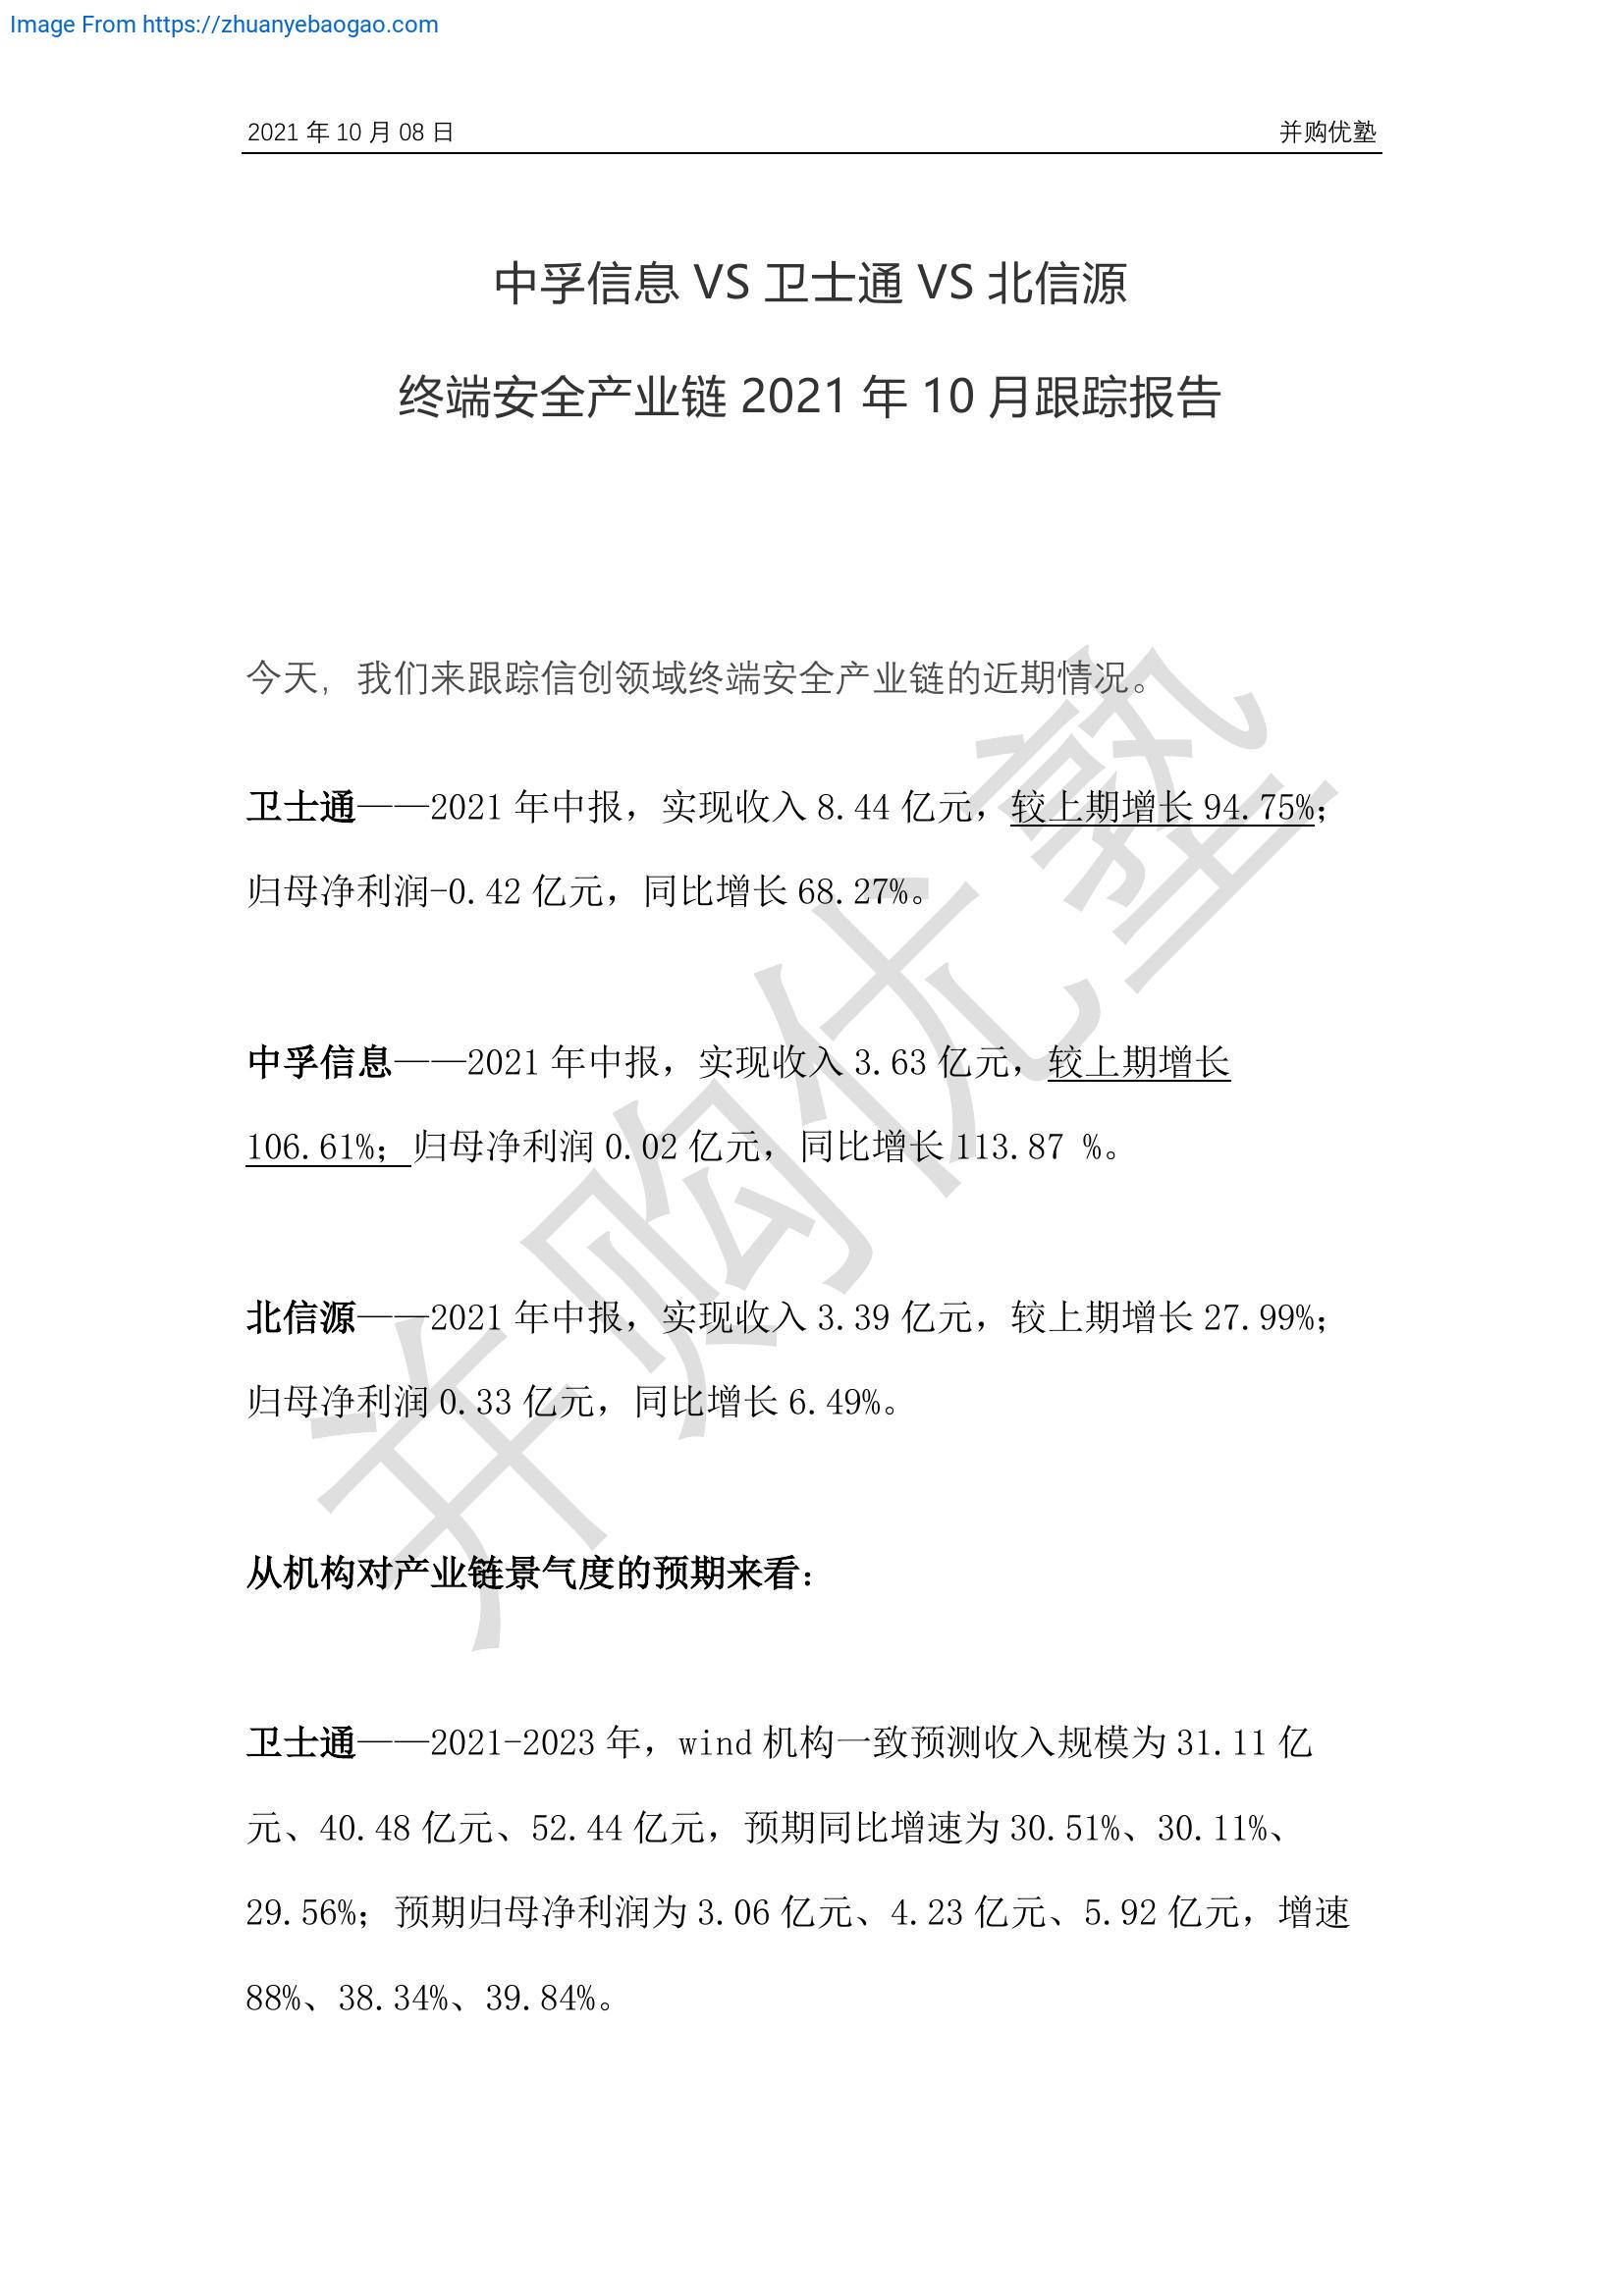 Image From https://zhuanyebaogao.com
2021 年 10 月 08 日 并购优塾
中孚信息 VS 卫士通 VS 北信源
终端安全产业链 2021 年 10 月跟踪报告
今天，我们来跟踪信创领域终端安全产业链的近期情况。
卫士通——2021 年中报，实现收入 8.44 亿元，较上期增长 94.75%；
归母净利润-0.42 亿元，同比增长 68.27%。
中孚信息——2021 年中报，实现收入 3.63 亿元，较上期增长
106.61%；归母净利润 0.02 亿元，同比增长 113.87 %。
北信源——2021 年中报，实现收入 3.39 亿元，较上期增长 27.99%；
归母净利润 0.33 亿元，同比增长 6.49%。
从机构对产业链景气度的预期来看：
卫士通——2021-2023 年，wind 机构一致预测收入规模为 31.11 亿
元、40.48 亿元、52.44 亿元，预期同比增速为 30.51%、30.11%、
29.56%；预期归母净利润为 3.06 亿元、4.23 亿元、5.92 亿元，增速
88%、38.34%、39.84%。
并购优塾